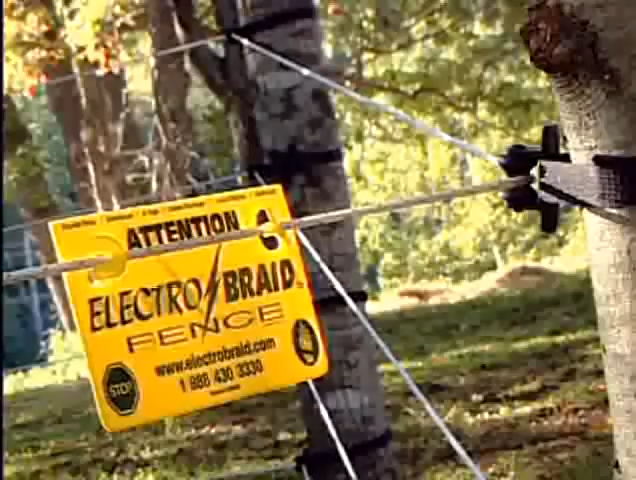 ATTENTION
ELECTRO BRAID
FENCE
www.electrobraid.com
1 888 430 3330
STOP